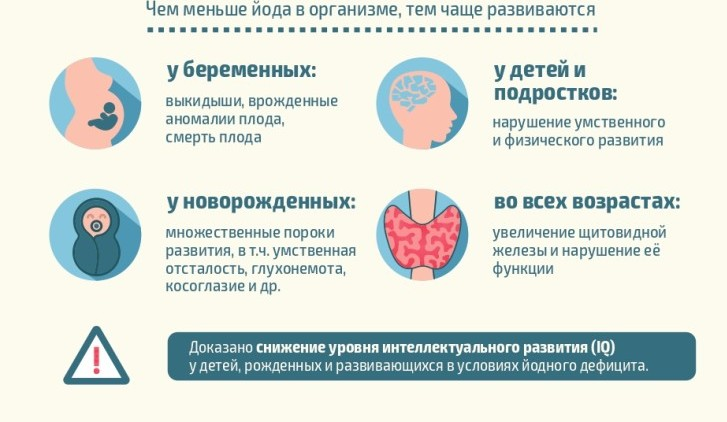 Чем меньше йода в организме, тем чаще развиваются
у беременных:
выкидыши, врожденные
аномалии плода,
смерть плода
у детей и
подростков:
нарушение умственного
и физического развития
у новорожденных:
множественные пороки
развития, в т.ч. умственная
отсталость, глухонемота,
косоглазие и др.
во всех возрастах:
увеличение щитовидной
железы и нарушение её
функции
Доказано снижение уровня интеллектуального развития (IQ)
у детей, рожденных и развивающихся в условиях йодного дефицита.